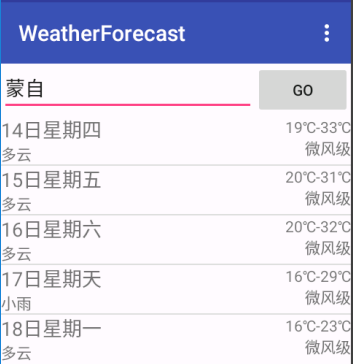 WeatherForecast
蒙自 GO
14日星期四 19℃-33℃
多云 微风级
15日星期五 20℃-31℃
多云 微风级
16日星期六 20℃-32℃
多云 微风级
17日星期天 16℃-29℃
小雨 微风级
18日星期一 16℃-23℃
多云 微风级